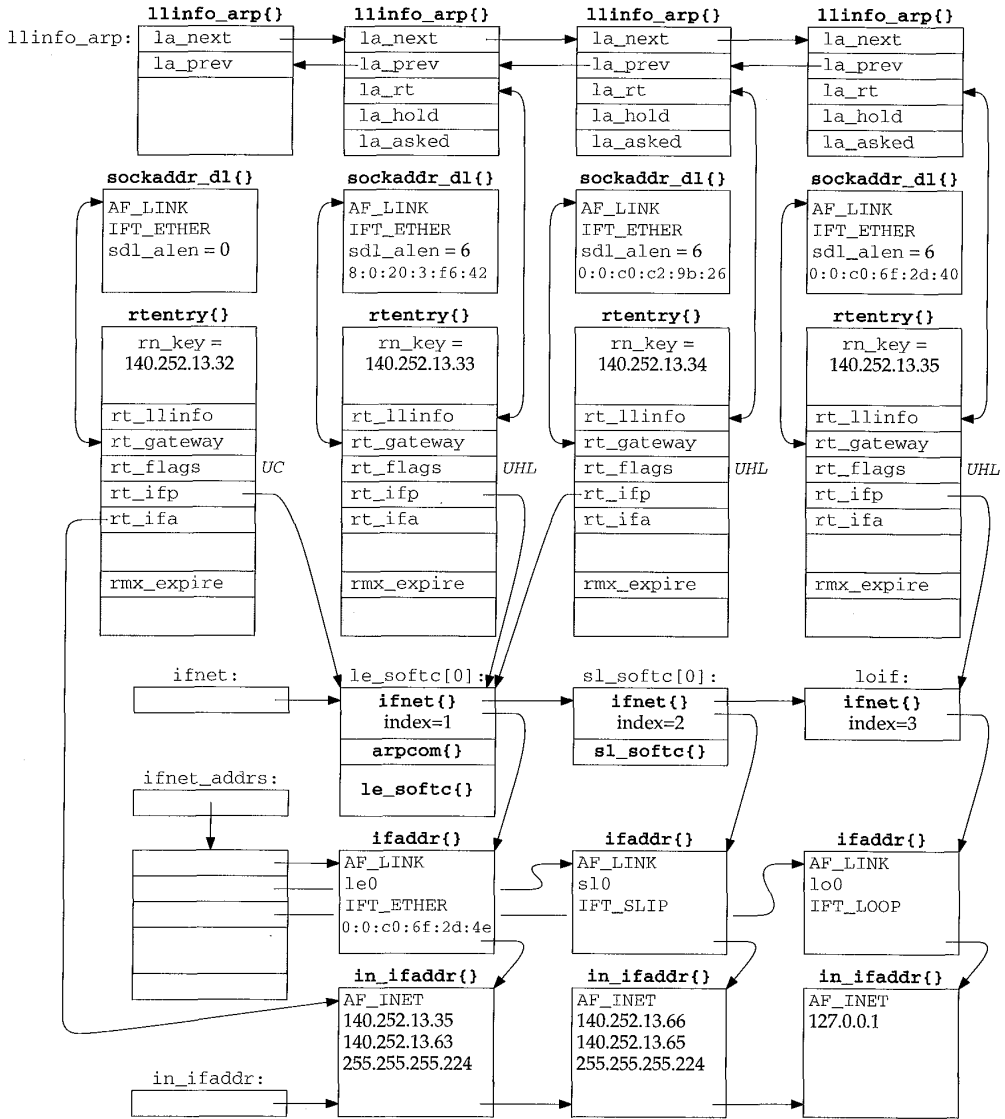 llinfo_arp{} llinfo_arp{} llinfo_arp{} llinfo_arp{}
llinfo_arp: la_next la_next la_next la_next
la_prev la_prev la_prev la_prev
la_rt la_rt la_rt
la_hold la_hold la_hold
la_asked la_asked la_asked
sockaddr_dl{} sockaddr_dl{} sockaddr_dl{} sockaddr_dl{}
AF_LINK AF_LINK AF_LINK AF_LINK
IFT_ETHER IFT_ETHER IFT_ETHER IFT_ETHER
sdl_alen = 0 sdl_alen = 6 sdl_alen = 6 sdl_alen = 6
8:0:20:3:f6:42 0:0:c0:c2:9b:26 0:0:c0:6f:2d:40
rtentry{} rtentry{} rtentry{} rtentry{}
rn_key = rn_key = rn_key = rn_key =
140.252.13.32 140.252.13.33 140.252.13.34 140.252.13.35
rt_llinfo rt_llinfo rt_llinfo rt_llinfo
rt_gateway rt_gateway rt_gateway rt_gateway
rt_flags UC rt_flags UHL rt_flags UHL rt_flags UHL
rt_ifp rt_ifp rt_ifp rt_ifp
rt_ifa rt_ifa rt_ifa rt_ifa
rmx_expire rmx_expire rmx_expire rmx_expire
ifnet: le_softc[0]: sl_softc[0]: loif:
ifnet{} ifnet{} ifnet{}
index=1 index=2 index=3
arpcom{} sl_softc{}
le_softc{}
ifnet_addrs:
ifaddr{} ifaddr{} ifaddr{}
AF_LINK AF_LINK AF_LINK
le0 sl0 lo0
IFT_ETHER IFT_SLIP IFT_LOOP
0:0:c0:6f:2d:4e
in_ifaddr{} in_ifaddr{} in_ifaddr{}
AF_INET AF_INET AF_INET
140.252.13.35 140.252.13.66 127.0.0.1
140.252.13.63 140.252.13.65
255.255.255.224 255.255.255.224
in_ifaddr: